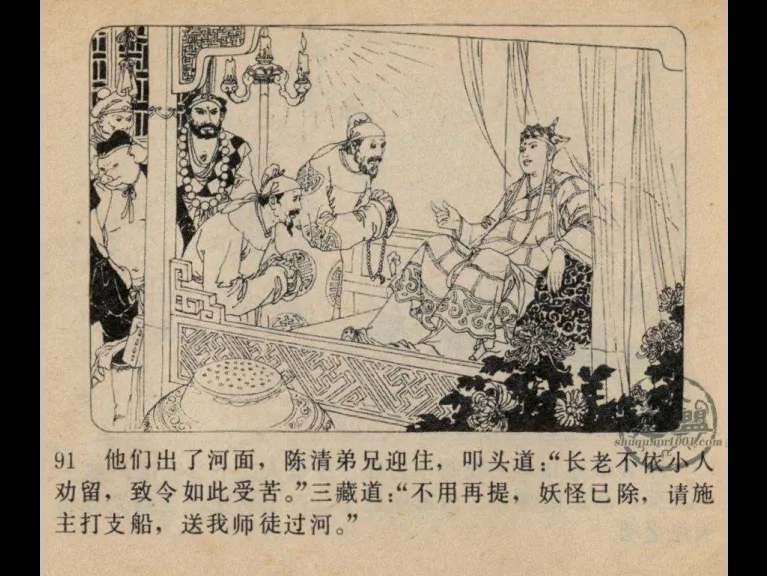 91 他们出了河面，陈清弟兄迎住，叩头道：“长老不依小人
劝留，致令如此受苦。”三藏道：“不用再提，妖怪已除，请施
主打支船，送我师徒过河。”
shuquan1001.com